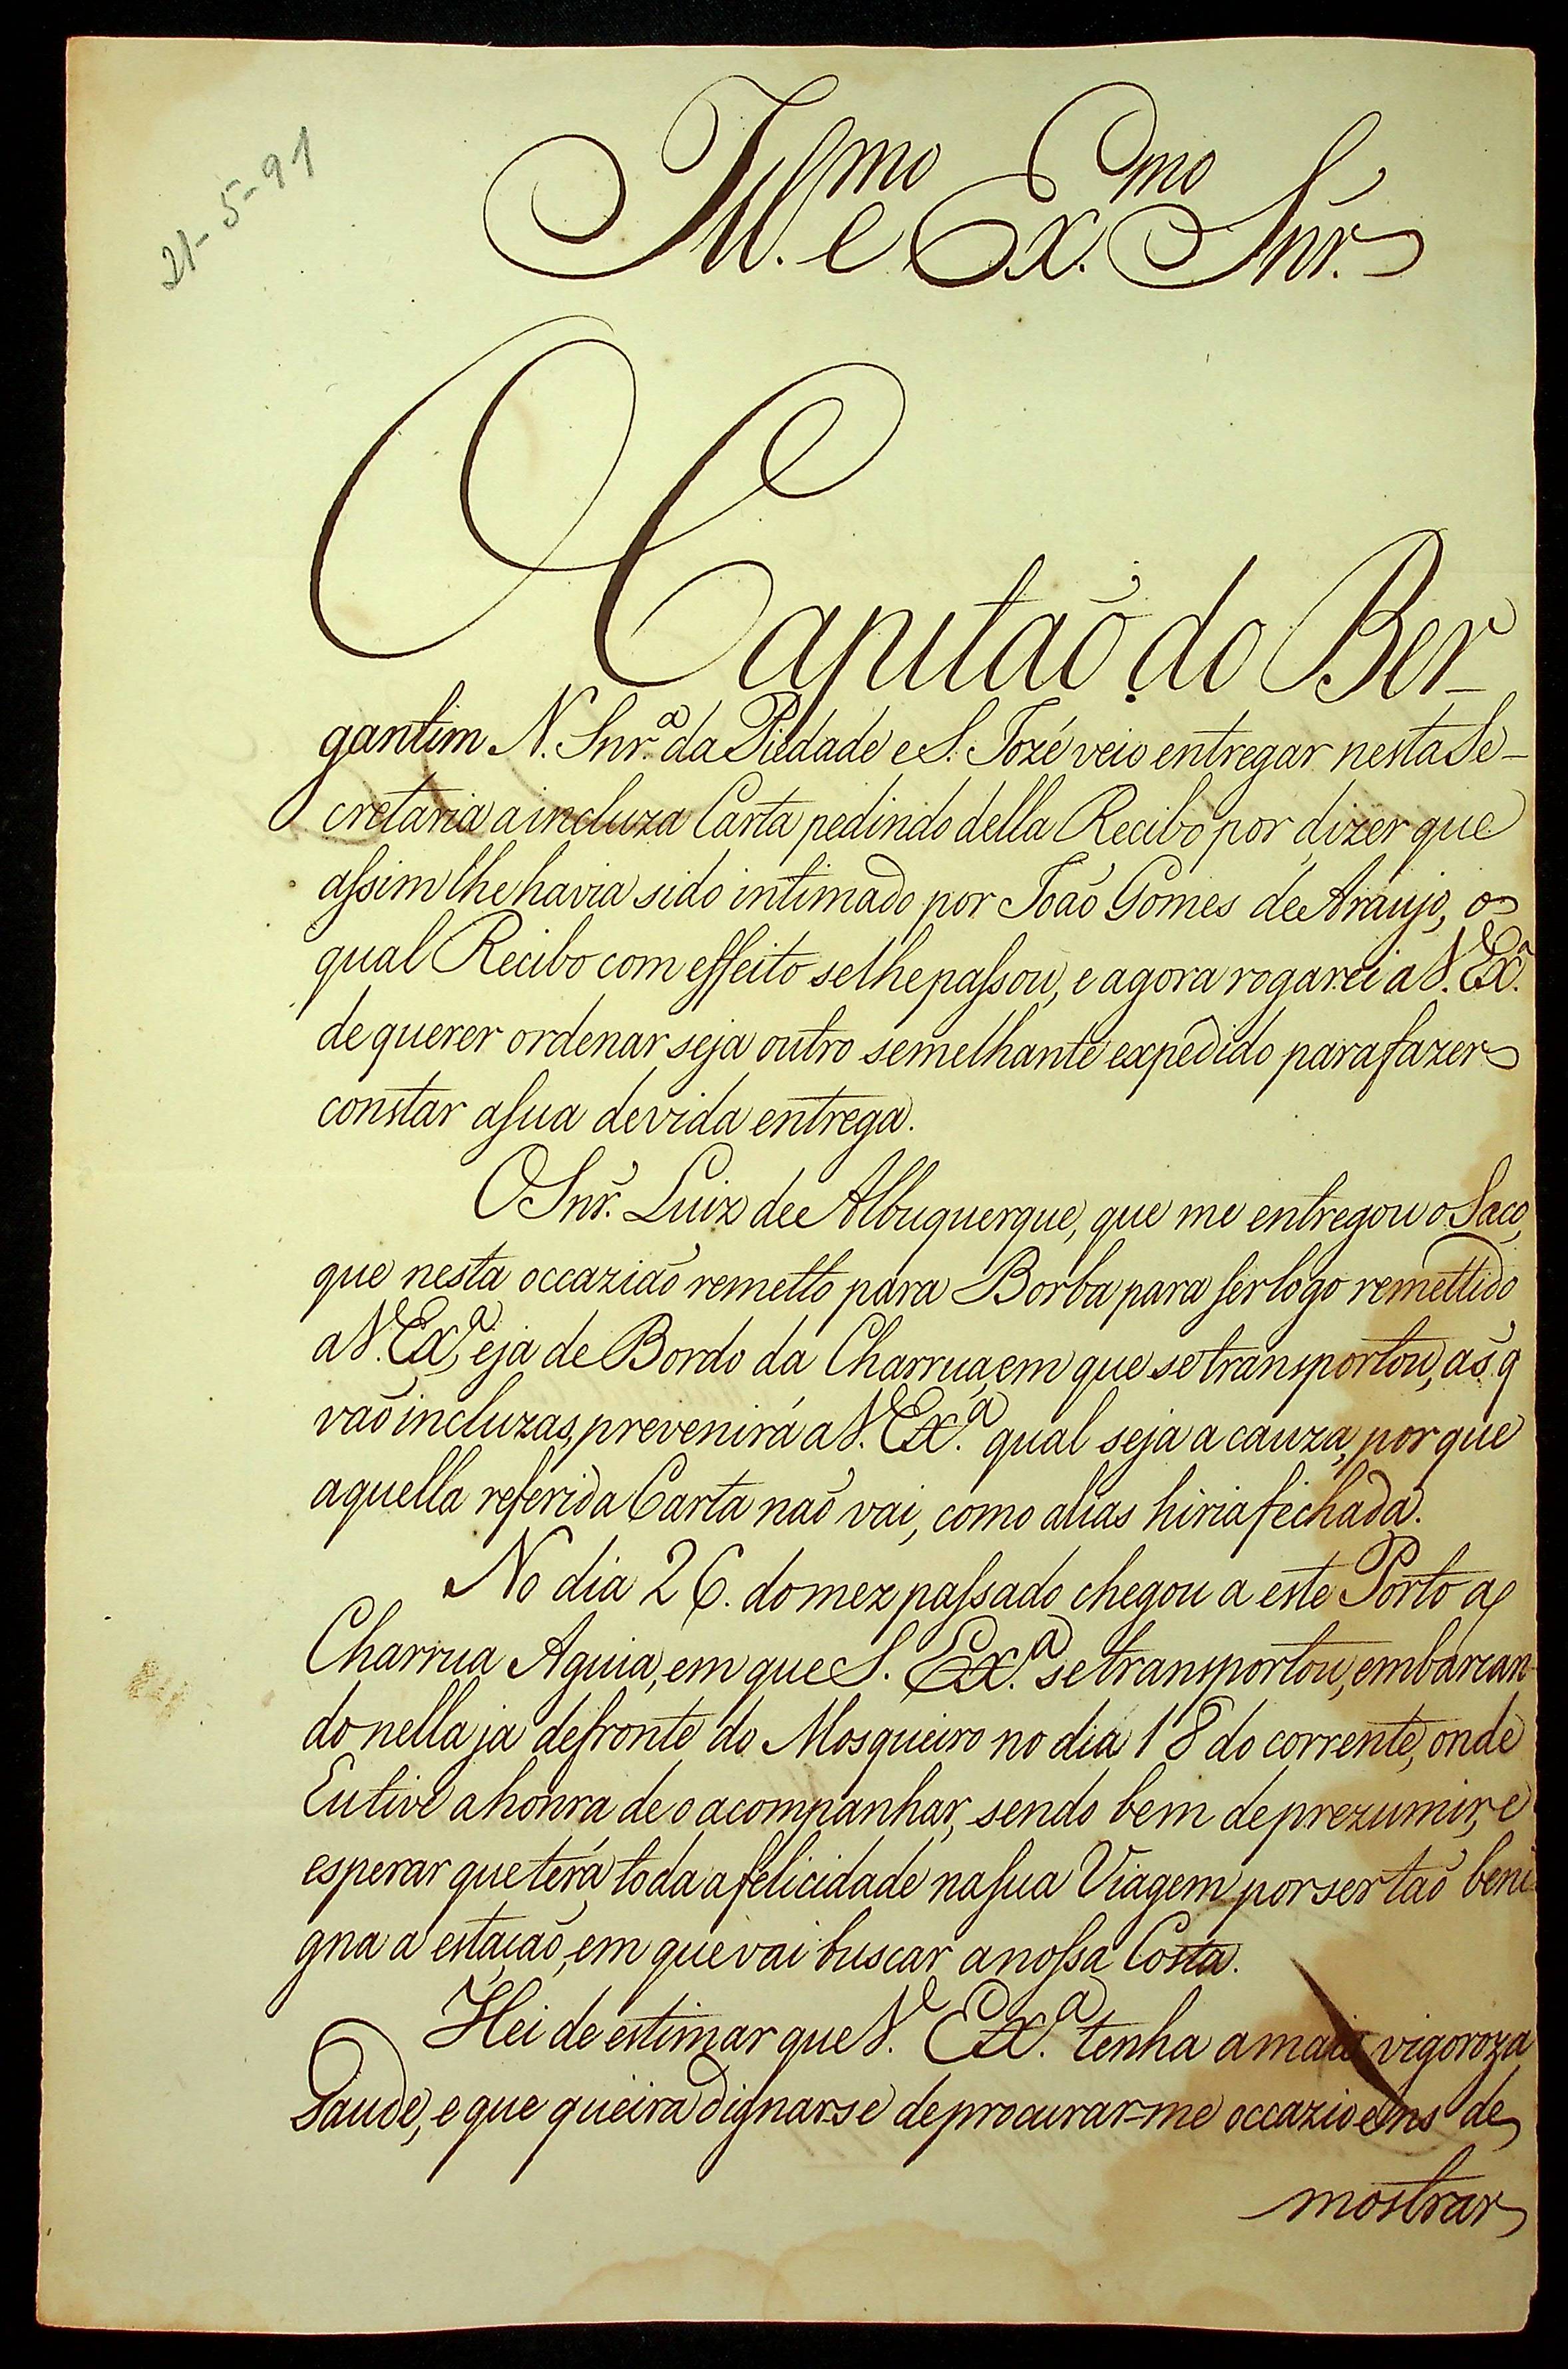 21-5-91
Ill.mo e Ex.mo Snr.
O Capitaõ do Ber-
gantim N. Snr.a da Piedade e S. Jozé veio entregar nesta Se-
cretaria a incluza Carta pedindo della Recibo por dizer que
assim lhe havia sido intimado por Joaõ Gomes de Araujo, o
qual Recibo com effeito se lhe passou, e agora rogarei a V. Ex.a
de querer ordenar seja outro semelhante expedido para fazer
constar a sua devida entrega.
O Snr. Luiz de Albuquerque, que me entregou o Saco,
que nesta occaziaõ remetto para Borba para ser logo remettido
a V. Ex.a, e ja de Bordo da Charrua, em que se transportou, as q
vaõ incluzas, prevenirá a V. Ex.a qual seja a cauza, por que
aquella referida Carta naõ vai, como alias hiria fechada.
No dia 26. do mez passado chegou a este Porto a
Charrua Aguia, em que S. Ex.a se transportou, embarcan-
do nella ja defronte do Mosqueiro no dia 18 do corrente, onde
Eu tive a honra de o acompanhar, sendo bem de prezumir, e
esperar que terá toda a felicidade na sua Viagem por ser taõ beni-
gna a estaçaõ, em que vai buscar a nossa Costa.
Hei de estimar que V. Ex.a tenha a mais vigoroza
Saude, e que queira dignar-se de procurar-me occazioens de
mostrar